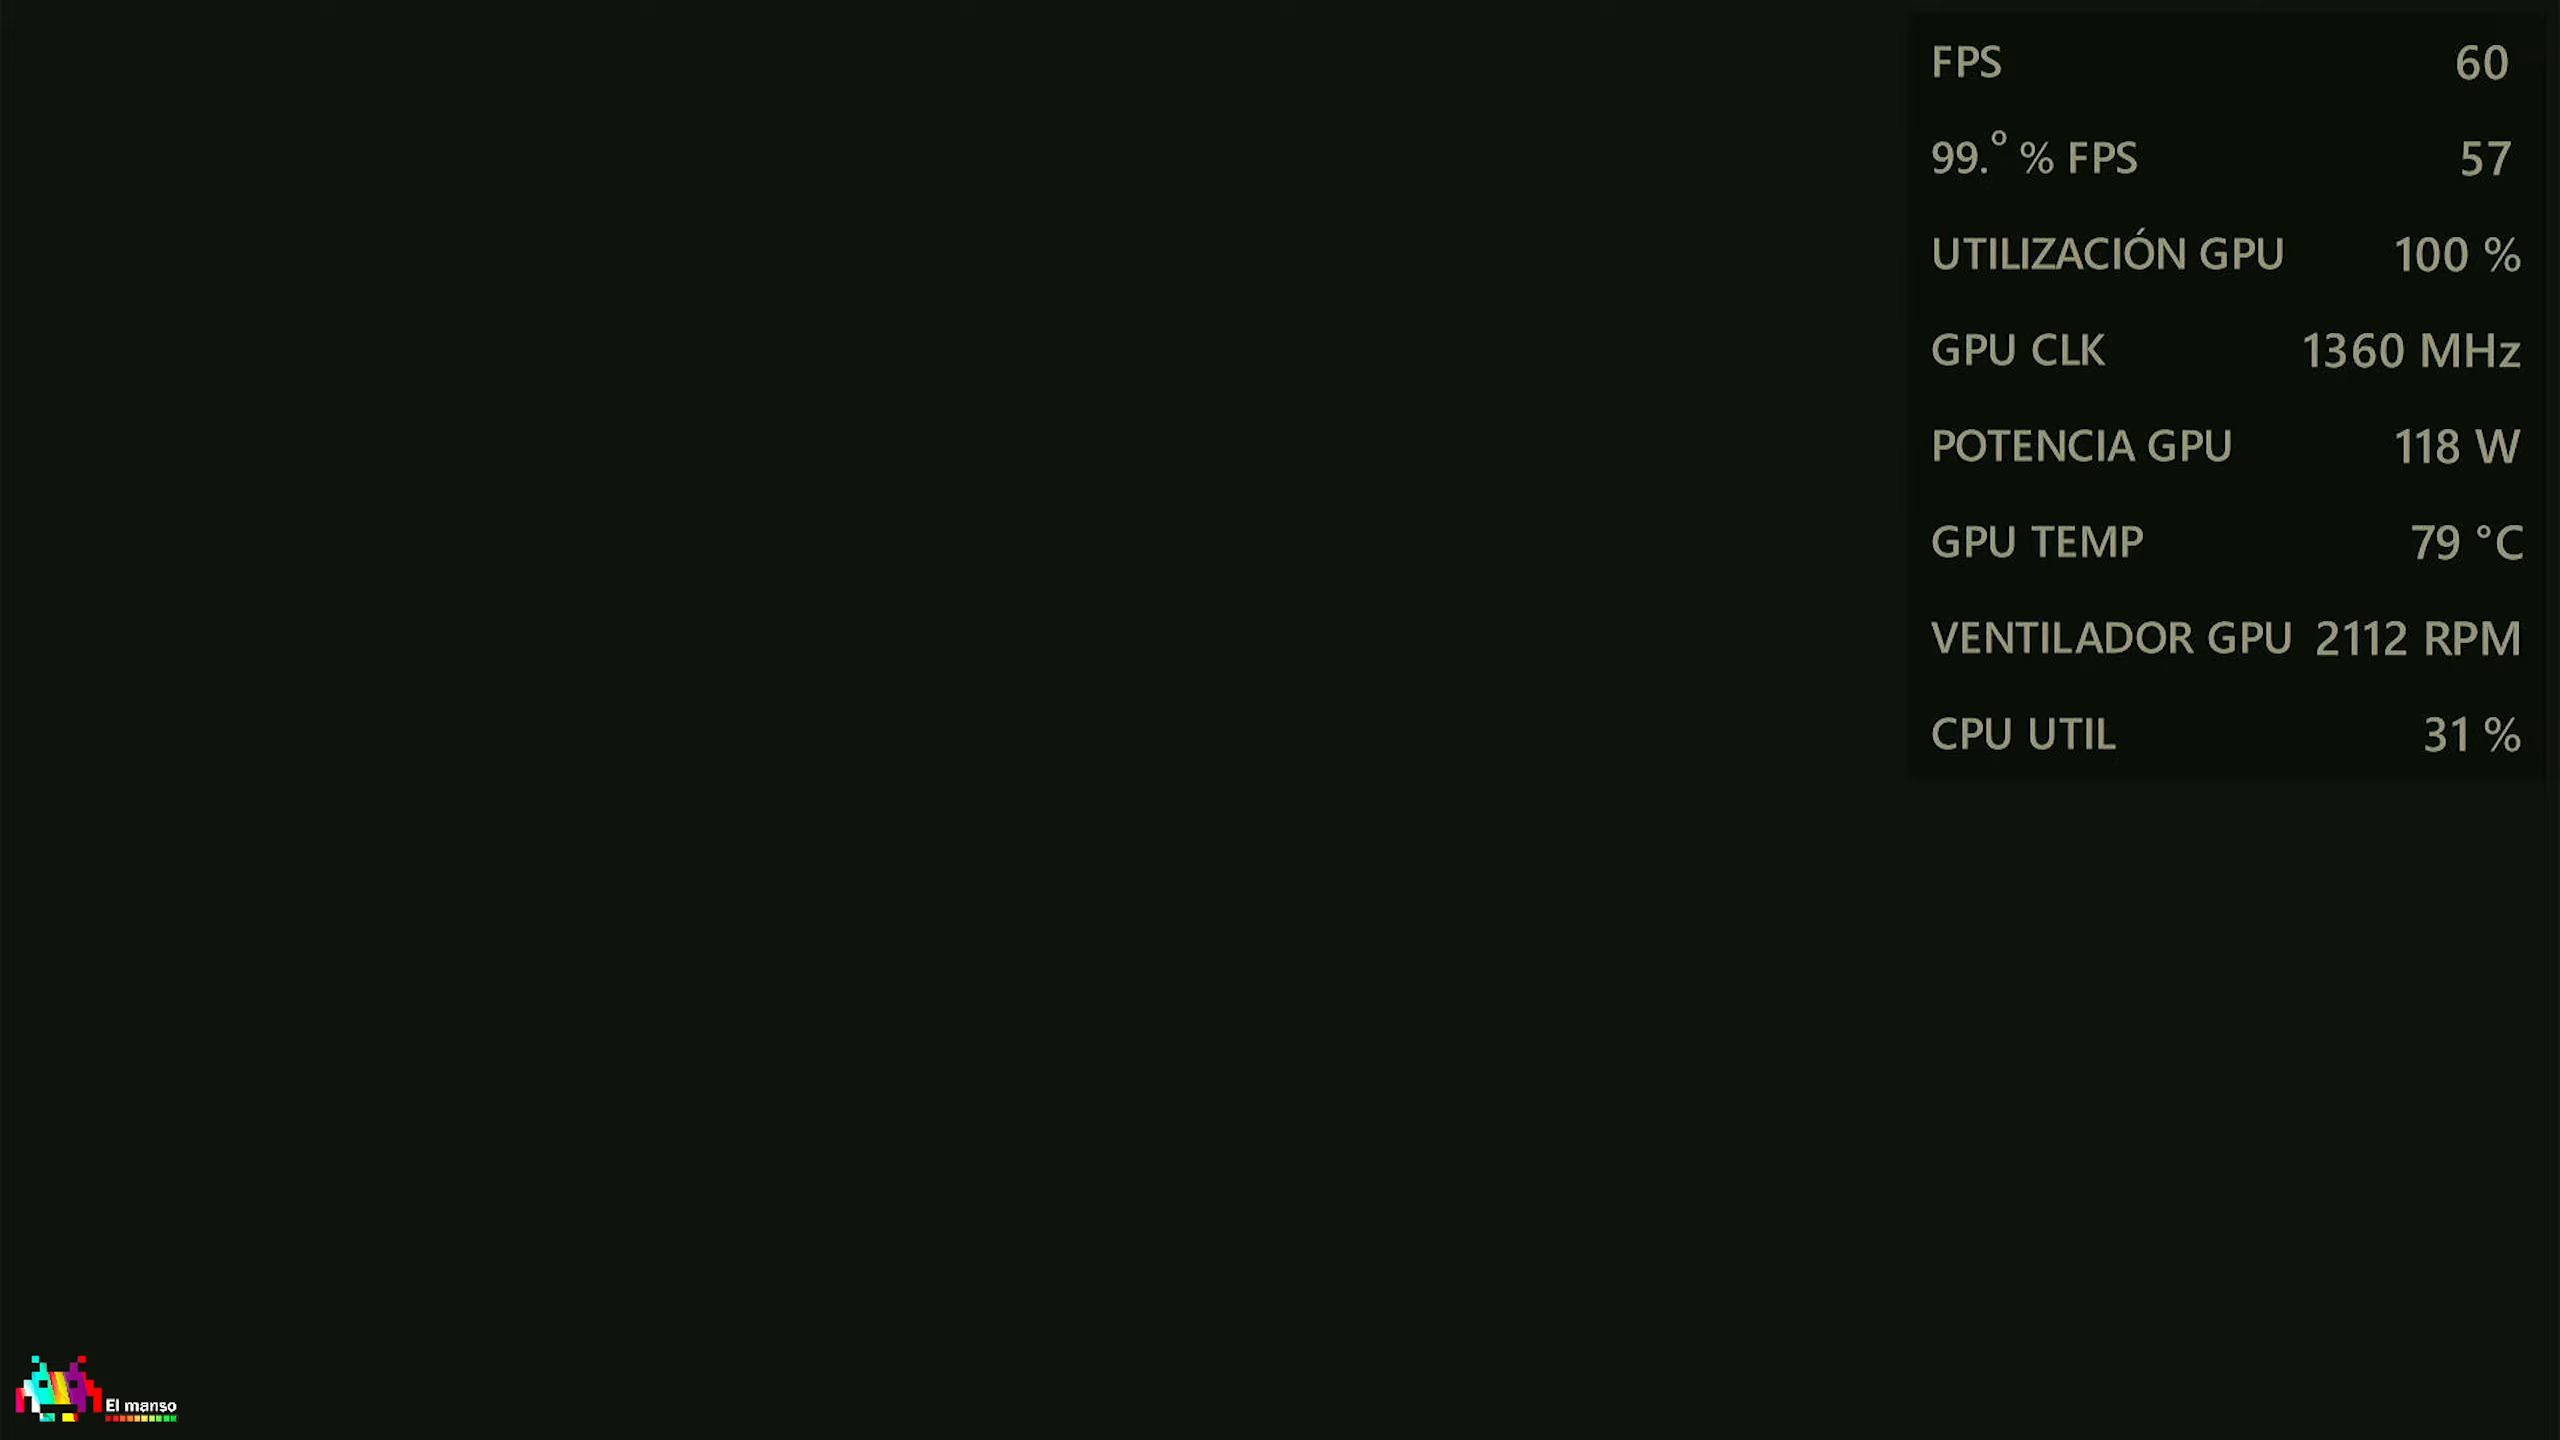 FPS 60
99.º % FPS 57
UTILIZACIÓN GPU 100 %
GPU CLK 1360 MHz
POTENCIA GPU 118 W
GPU TEMP 79 °C
VENTILADOR GPU 2112 RPM
CPU UTIL 31 %
El manso